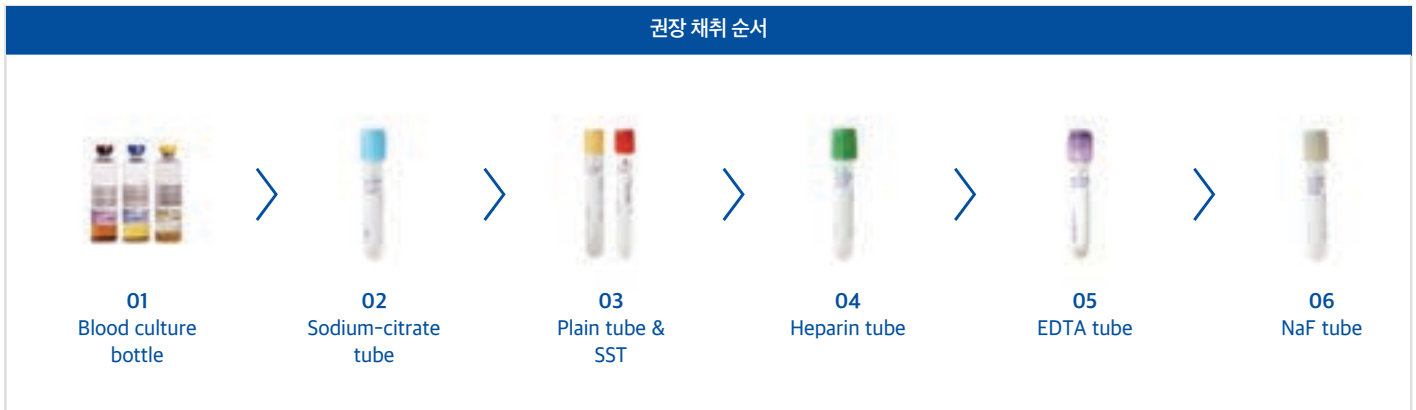 권장 채취 순서
01
Blood culture
bottle
02
Sodium-citrate
tube
03
Plain tube &
SST
04
Heparin tube
05
EDTA tube
06
NaF tube